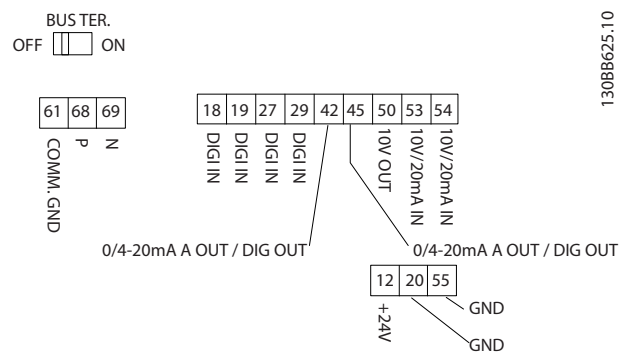 BUS TER.
OFF ON
130BB625.10
61 68 69
COMM. GND
P
N
18 19 27 29 42 45 50 53 54
DIGI IN
DIGI IN
DIGI IN
DIGI IN
10V OUT
10V/20mA IN
10V/20mA IN
0/4-20mA A OUT / DIG OUT
0/4-20mA A OUT / DIG OUT
12 20 55
+24V
GND
GND